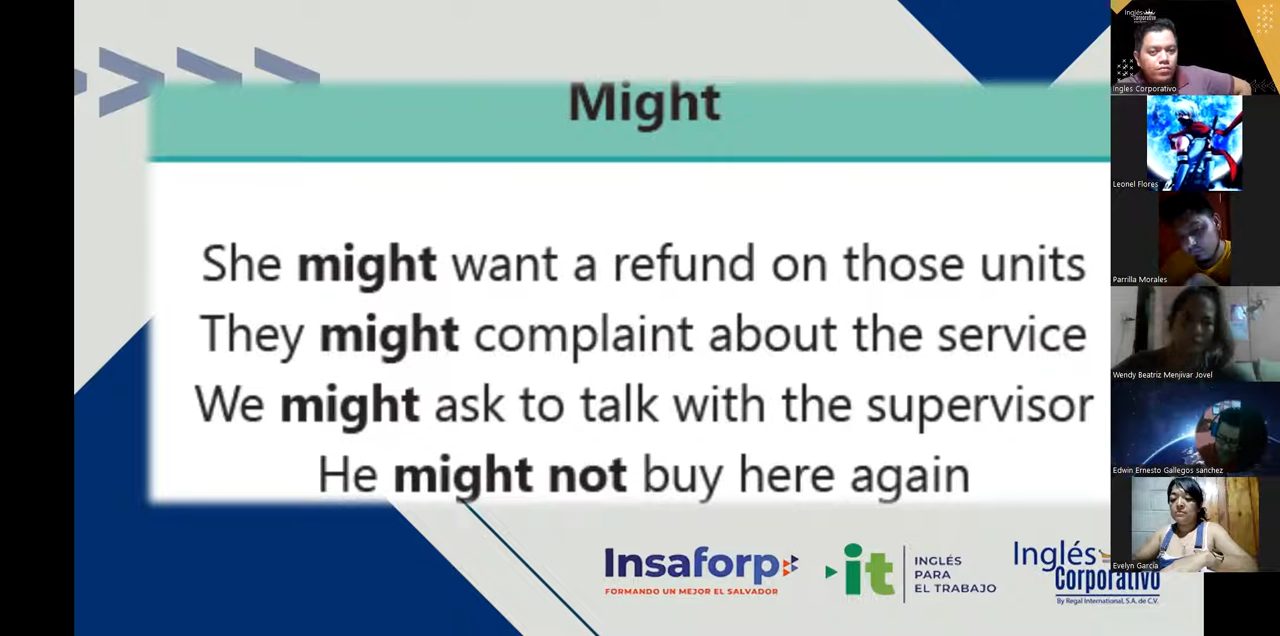 Might
She might want a refund on those units
They might complaint about the service
We might ask to talk with the supervisor
He might not buy here again
Insaforp
FORMANDO UN MEJOR EL SALVADOR
it
INGLÉS
PARA
EL TRABAJO
Inglés
Corporativo
By Regal International, S.A. de C.V.
Inglés
Corporativo
Ingles Corporativo
Leonel Flores
Parrilla Morales
Wendy Beatriz Menjivar Jovel
Edwin Ernesto Gallegos sanchez
Evelyn García